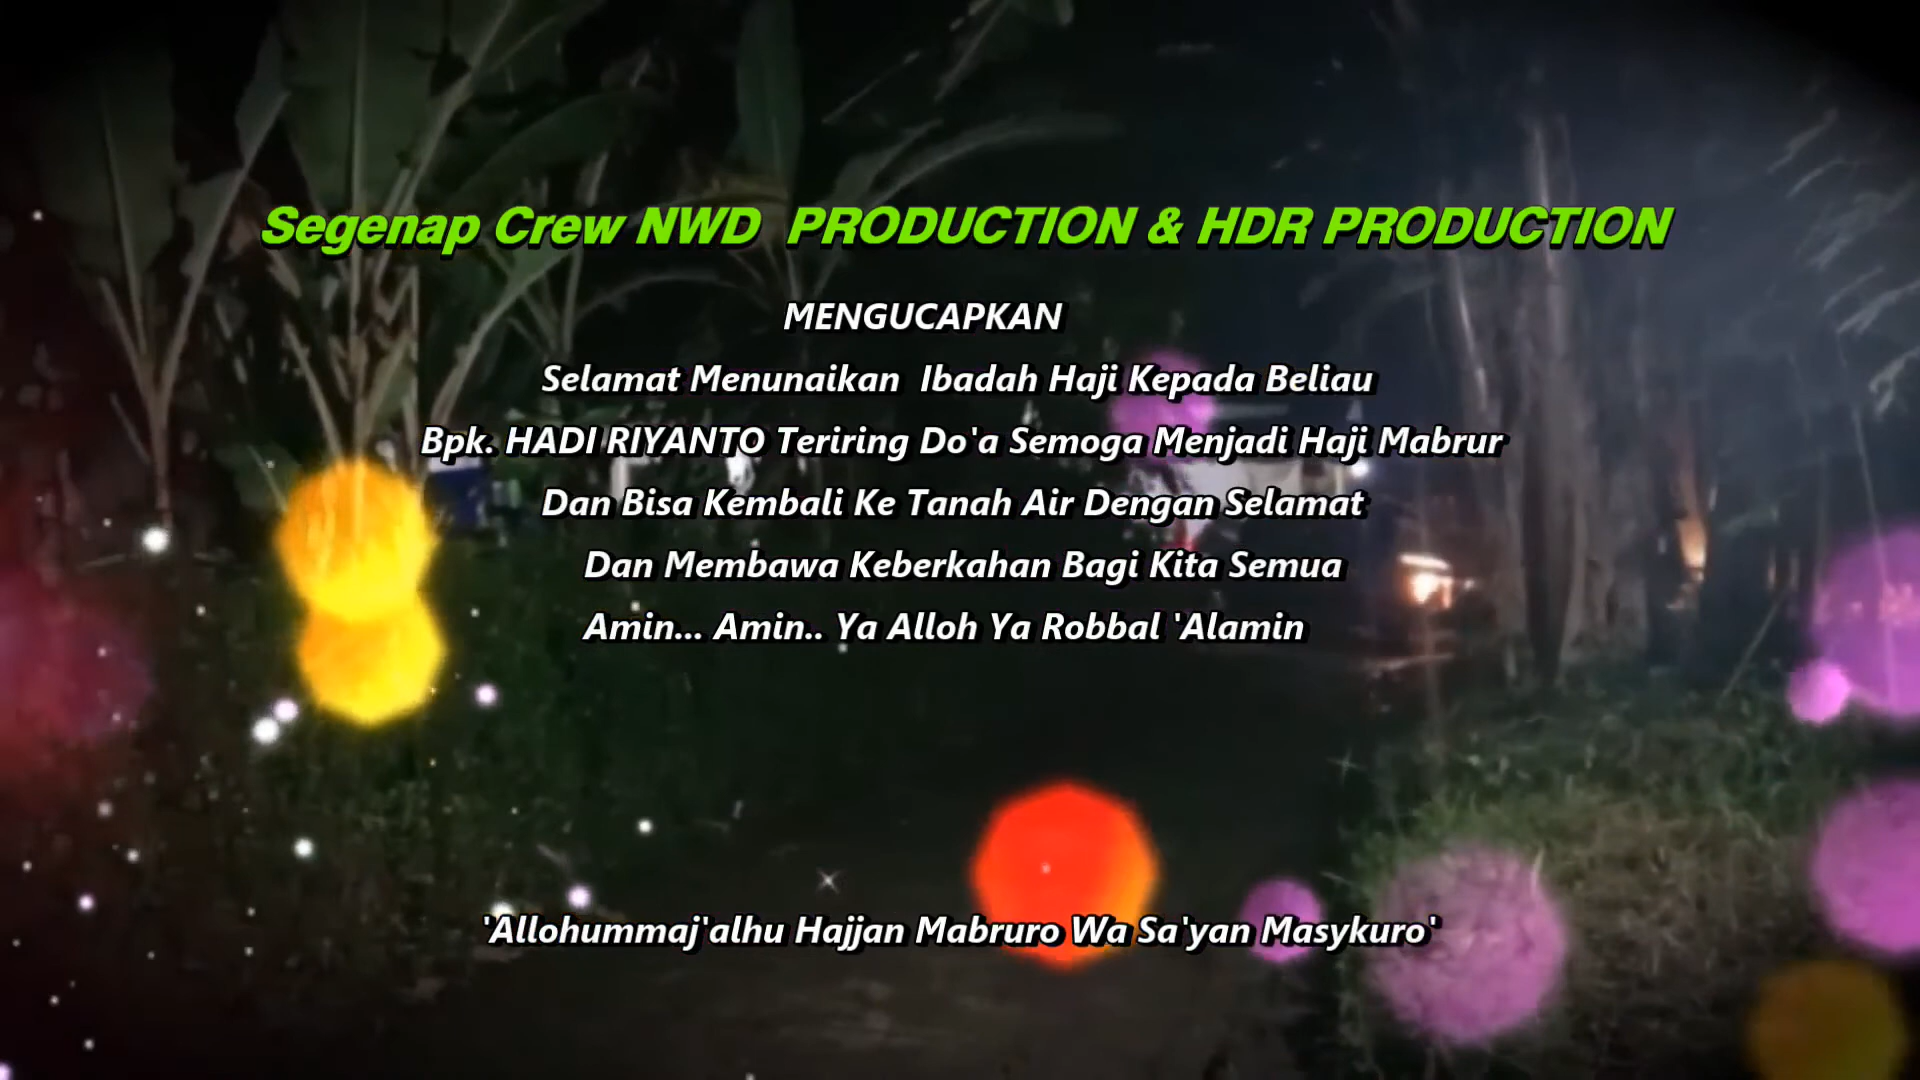 Segenap Crew NWD PRODUCTION & HDR PRODUCTION
MENGUCAPKAN
Selamat Menunaikan Ibadah Haji Kepada Beliau
Bpk. HADI RIYANTO Teriring Do'a Semoga Menjadi Haji Mabrur
Dan Bisa Kembali Ke Tanah Air Dengan Selamat
Dan Membawa Keberkahan Bagi Kita Semua
Amin... Amin.. Ya Alloh Ya Robbal 'Alamin
'Allohummaj'alhu Hajjan Mabruro Wa Sa'yan Masykuro'